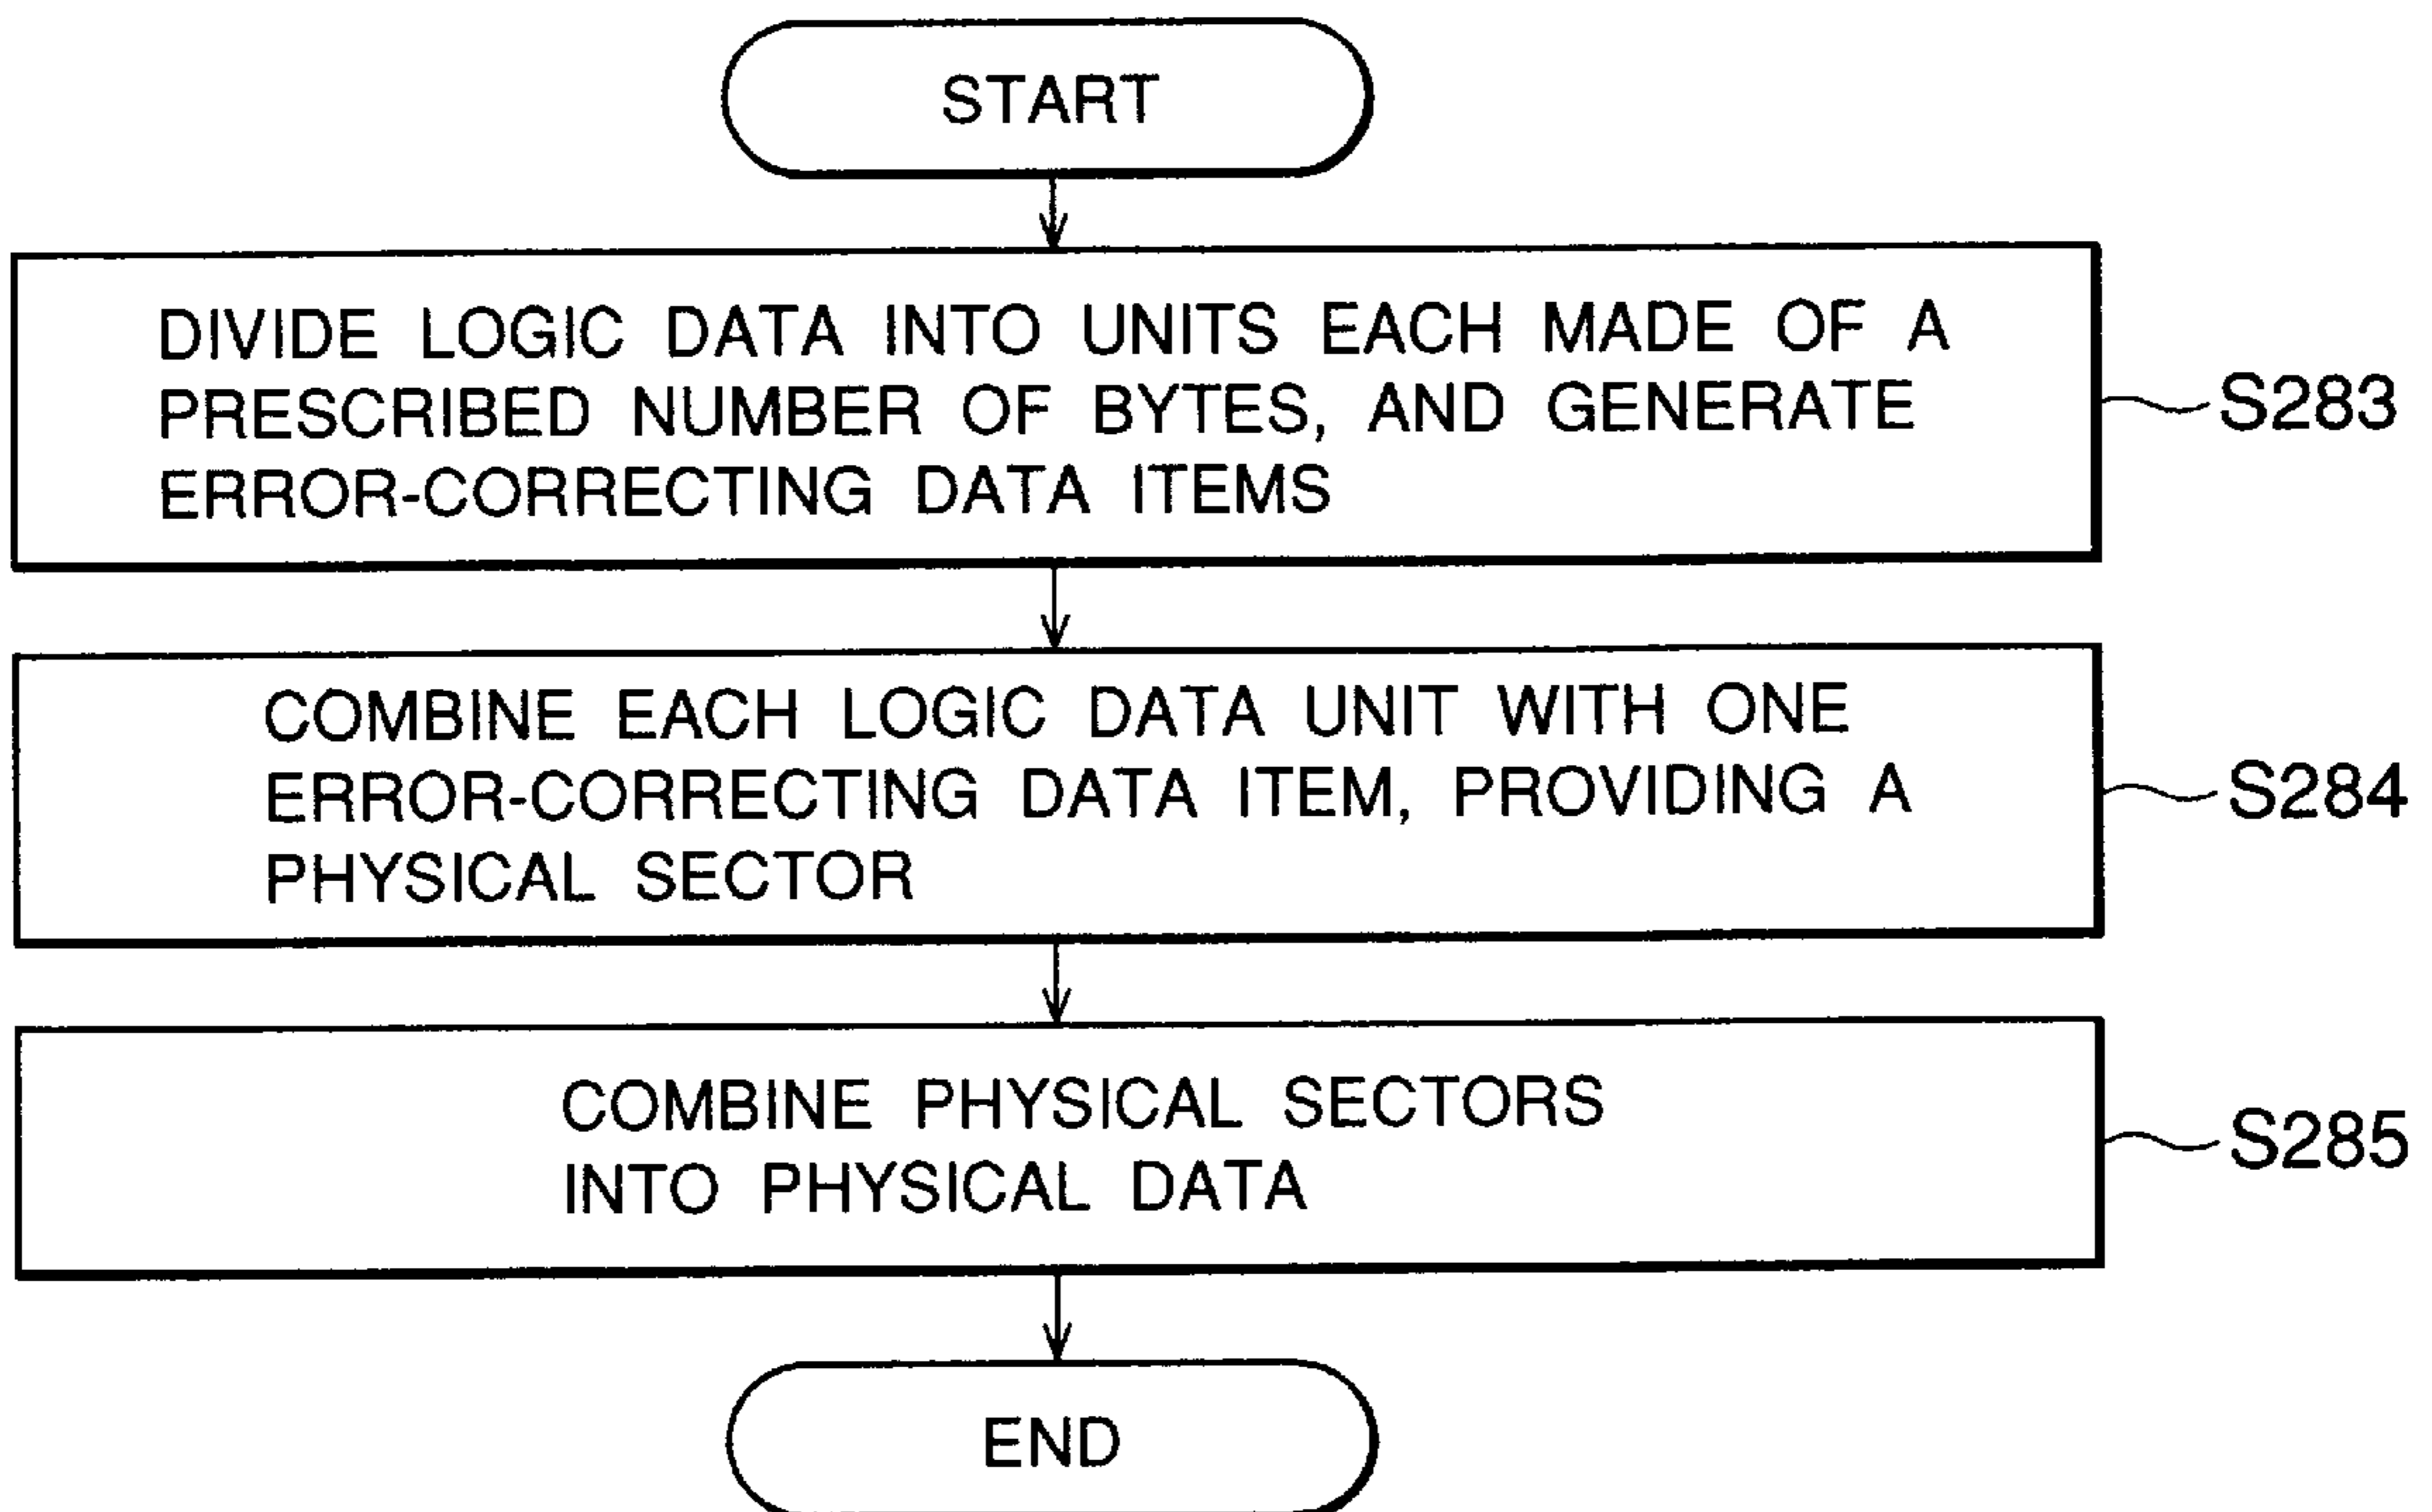 START
DIVIDE LOGIC DATA INTO UNITS EACH MADE OF A
PRESCRIBED NUMBER OF BYTES, AND GENERATE
ERROR-CORRECTING DATA ITEMS
S283
COMBINE EACH LOGIC DATA UNIT WITH ONE
ERROR-CORRECTING DATA ITEM, PROVIDING A
PHYSICAL SECTOR
S284
COMBINE PHYSICAL SECTORS
INTO PHYSICAL DATA
S285
END